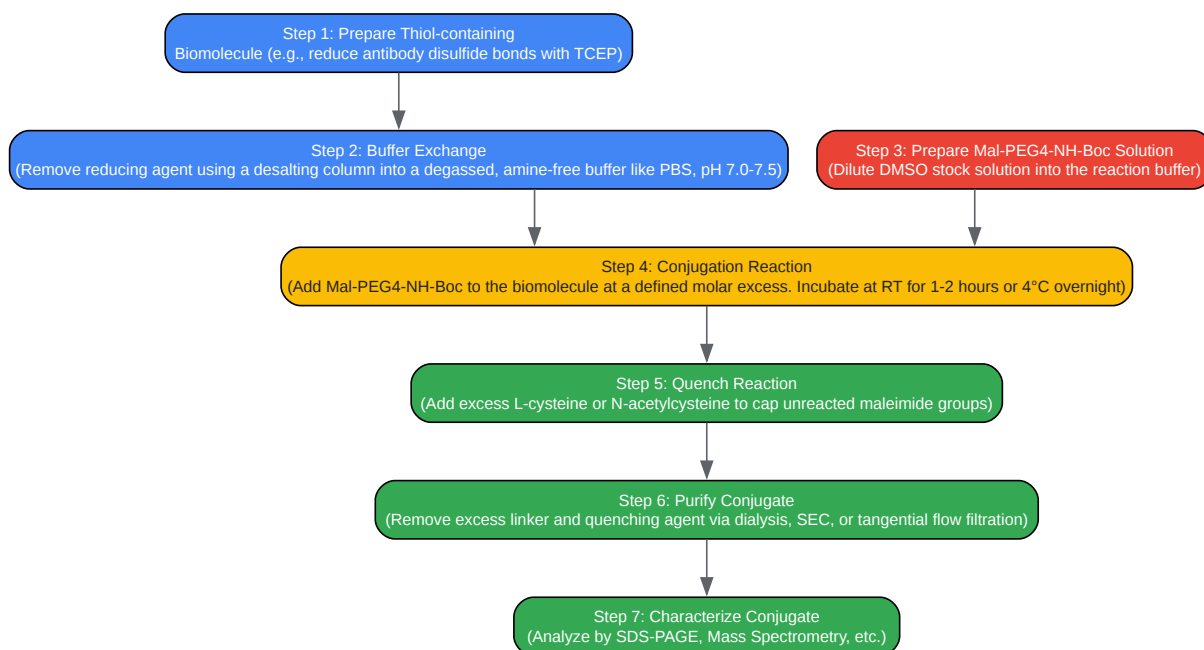 Step 1: Prepare Thiol-containing
Biomolecule (e.g., reduce antibody disulfide bonds with TCEP)
Step 2: Buffer Exchange
(Remove reducing agent using a desalting column into a degassed, amine-free buffer like PBS, pH 7.0-7.5)
Step 3: Prepare Mal-PEG4-NH-Boc Solution
(Dilute DMSO stock solution into the reaction buffer)
Step 4: Conjugation Reaction
(Add Mal-PEG4-NH-Boc to the biomolecule at a defined molar excess. Incubate at RT for 1-2 hours or 4°C overnight)
Step 5: Quench Reaction
(Add excess L-cysteine or N-acetylcysteine to cap unreacted maleimide groups)
Step 6: Purify Conjugate
(Remove excess linker and quenching agent via dialysis, SEC, or tangential flow filtration)
Step 7: Characterize Conjugate
(Analyze by SDS-PAGE, Mass Spectrometry, etc.)